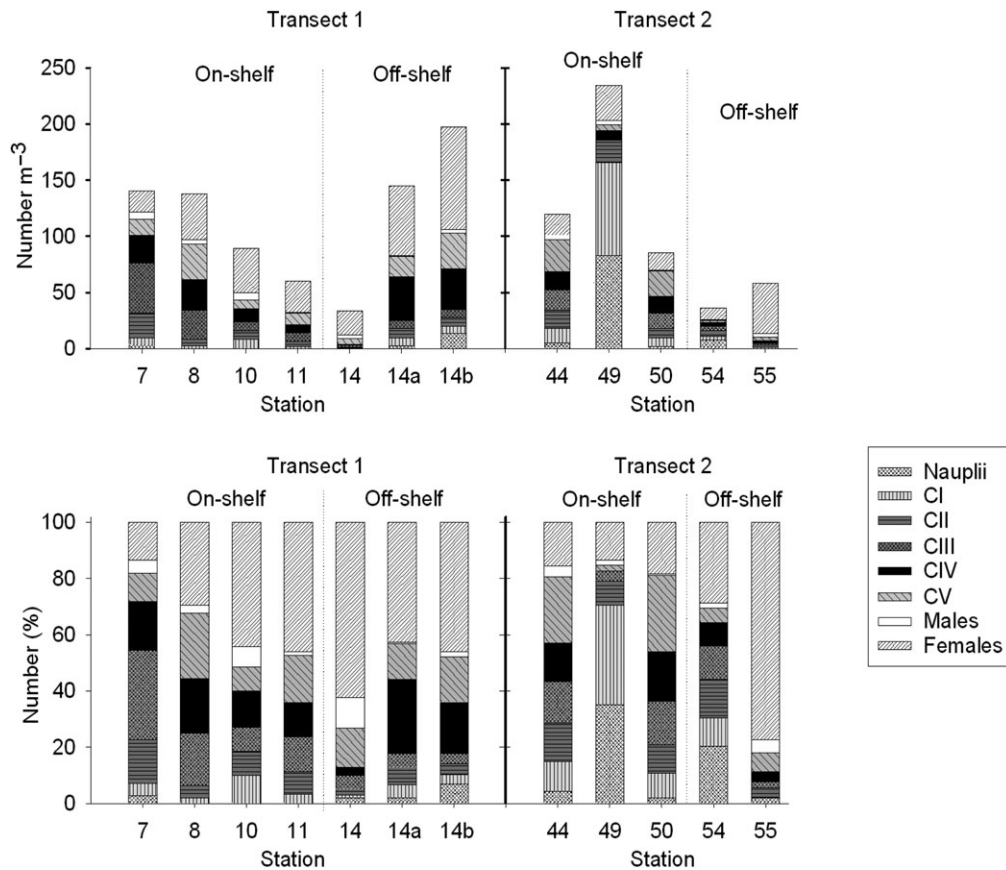 Transect 1
Transect 2
On-shelf
Off-shelf
On-shelf
Off-shelf
Number m⁻³
250
200
150
100
50
0
7 8 10 11 14 14a 14b 44 49 50 54 55
Station
Station
Transect 1
Transect 2
On-shelf
Off-shelf
On-shelf
Off-shelf
Number (%)
100
80
60
40
20
0
7 8 10 11 14 14a 14b 44 49 50 54 55
Station
Station
Nauplii
CI
CII
CIII
CIV
CV
Males
Females